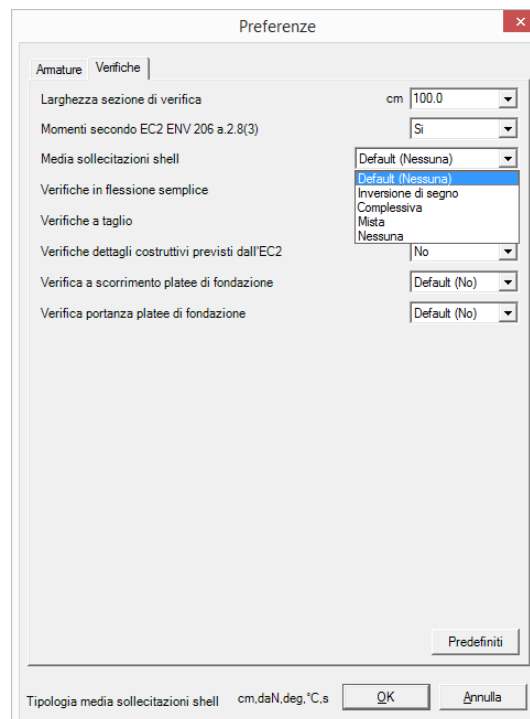 Preferenze
Armature Verifiche
Larghezza sezione di verifica cm 100.0
Momenti secondo EC2 ENV 206 a.2.8(3) Si
Media sollecitazioni shell Default (Nessuna)
Default (Nessuna)
Inversione di segno
Verifiche in flessione semplice
Complessiva
Mista
Verifiche a taglio
Nessuna
Verifiche dettagli costruttivi previsti dall'EC2 No
Verifica a scorrimento platee di fondazione Default (No)
Verifica portanza platee di fondazione Default (No)
Predefiniti
Tipologia media sollecitazioni shell cm,daN,deg,°C,s OK Annulla